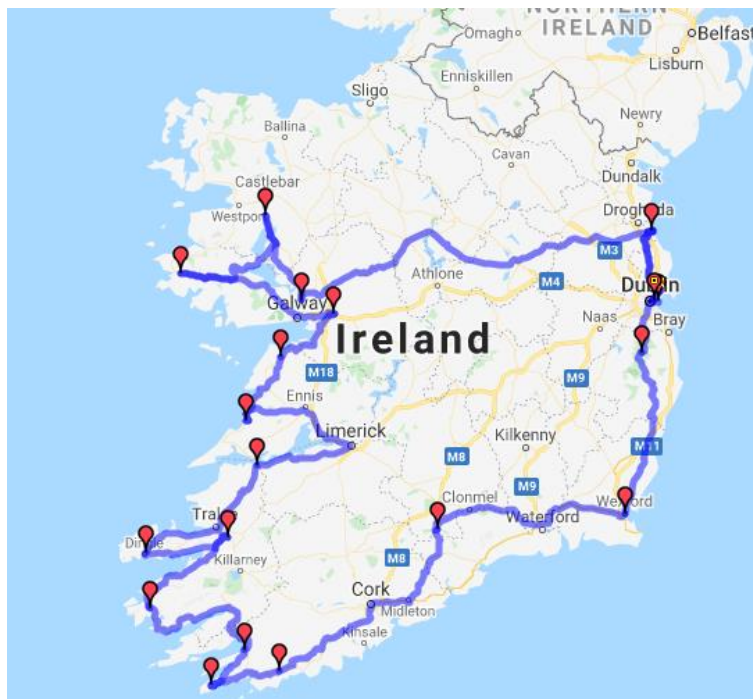 NORTHERN
IRELAND
Omagh
Belfast
Lisburn
Enniskillen
Sligo
Newry
Ballina
Cavan
Dundalk
Castlebar
Westport
Drogheda
M3
Athlone
M4
Dublin
Galway
Naas
Bray
Ireland
M18
M9
Ennis
Limerick
Kilkenny
M11
M8
Clonmel
M9
Wexford
Waterford
Tralee
Dingle
Killarney
M8
Cork
Midleton
Kinsale